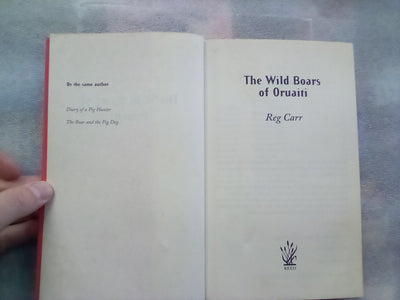 By the same author
Diary of a Pig Hunter
The Boar and the Pig Dog
The Wild Boars
of Oruaiti
Reg Carr
REED